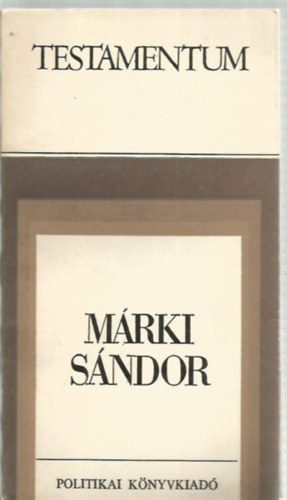 TESTAMENTUM
MÁRKI
SÁNDOR
POLITIKAI KÖNYVKIADÓ